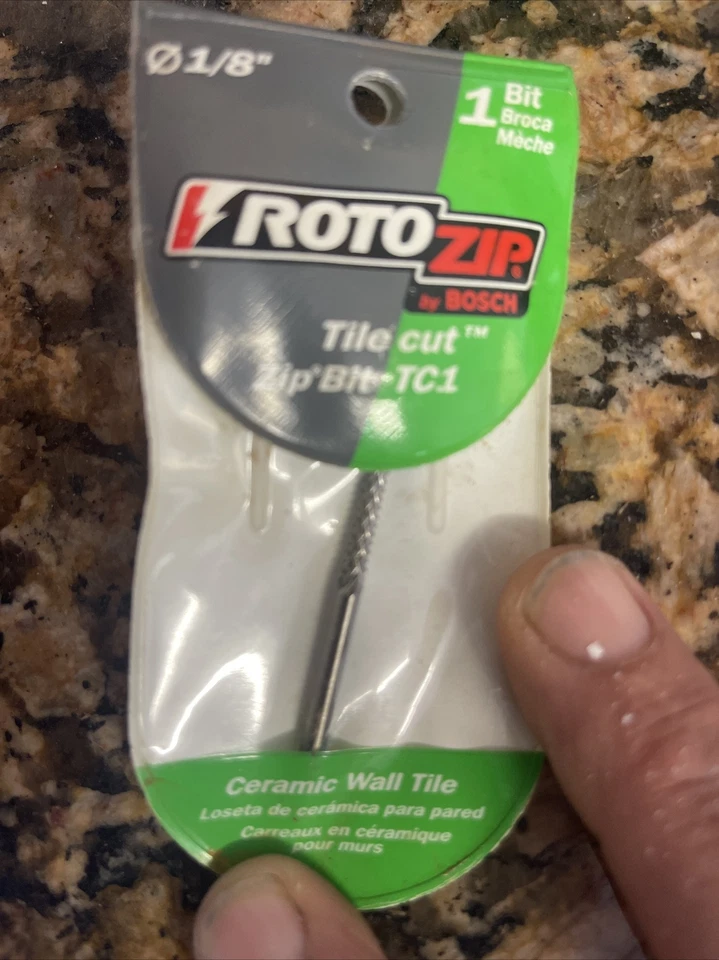 Ø 1/8"
1 Bit
Broca
Mèche
ROTOZIP
by BOSCH
Tile cut™
Zip® Bit-TC1
Ceramic Wall Tile
Loseta de cerámica para pared
Carreaux en céramique
pour murs